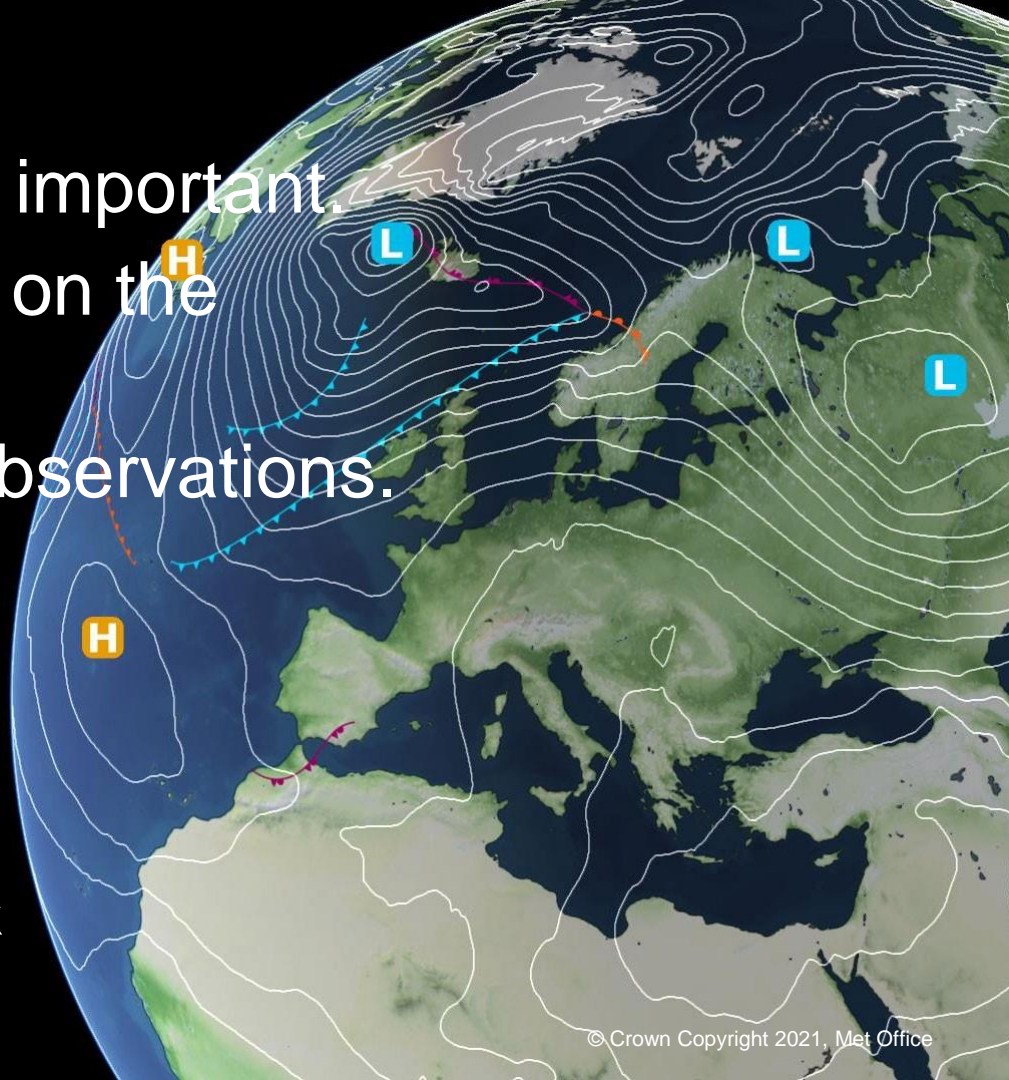 important.
H
L
L
on the
L
bservations.
H
© Crown Copyright 2021, Met Office